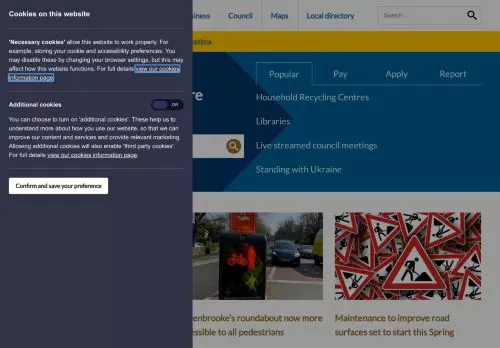 Cookies on this website
'Necessary cookies' allow this website to work properly. For
example, storing your cookie and accessibility preferences. You
may disable these by changing your browser settings, but this may
affect how this website functions. For full details view our cookies
information page.
Additional cookies
Off
You can choose to turn on 'additional cookies'. These help us to
understand more about how you use our website, so that we can
improve our content and services and provide relevant marketing.
Allowing additional cookies will also enable 'third party cookies'.
For full details view our cookies information page.
Confirm and save your preference
siness
Council
Maps
Local directory
Search...
options.
re
Popular
Pay
Apply
Report
Household Recycling Centres
Libraries
Live streamed council meetings
Standing with Ukraine
enbrooke's roundabout now more
essible to all pedestrians
Maintenance to improve road
surfaces set to start this Spring